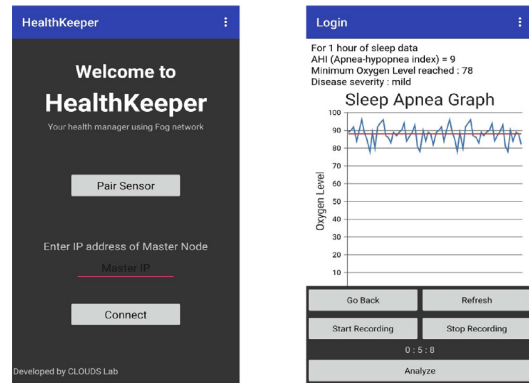 HealthKeeper
Welcome to
HealthKeeper
Your health manager using Fog network
Pair Sensor
Enter IP address of Master Node
Master IP
Connect
Developed by CLOUDS Lab
Login
For 1 hour of sleep data
AHI (Apnea-hypopnea index) = 9
Minimum Oxygen Level reached : 78
Disease severity : mild
Sleep Apnea Graph
Oxygen Level
100
90
80
70
60
50
40
30
20
10
Go Back
Refresh
Start Recording
Stop Recording
0 : 5 : 8
Analyze